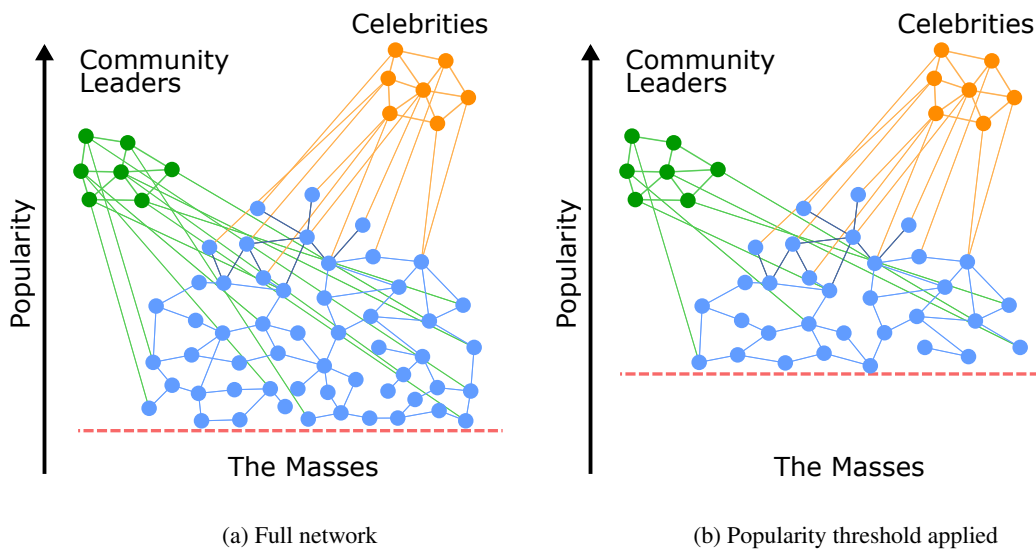 Celebrities
Community
Leaders
Popularity
The Masses
(a) Full network
Celebrities
Community
Leaders
Popularity
The Masses
(b) Popularity threshold applied